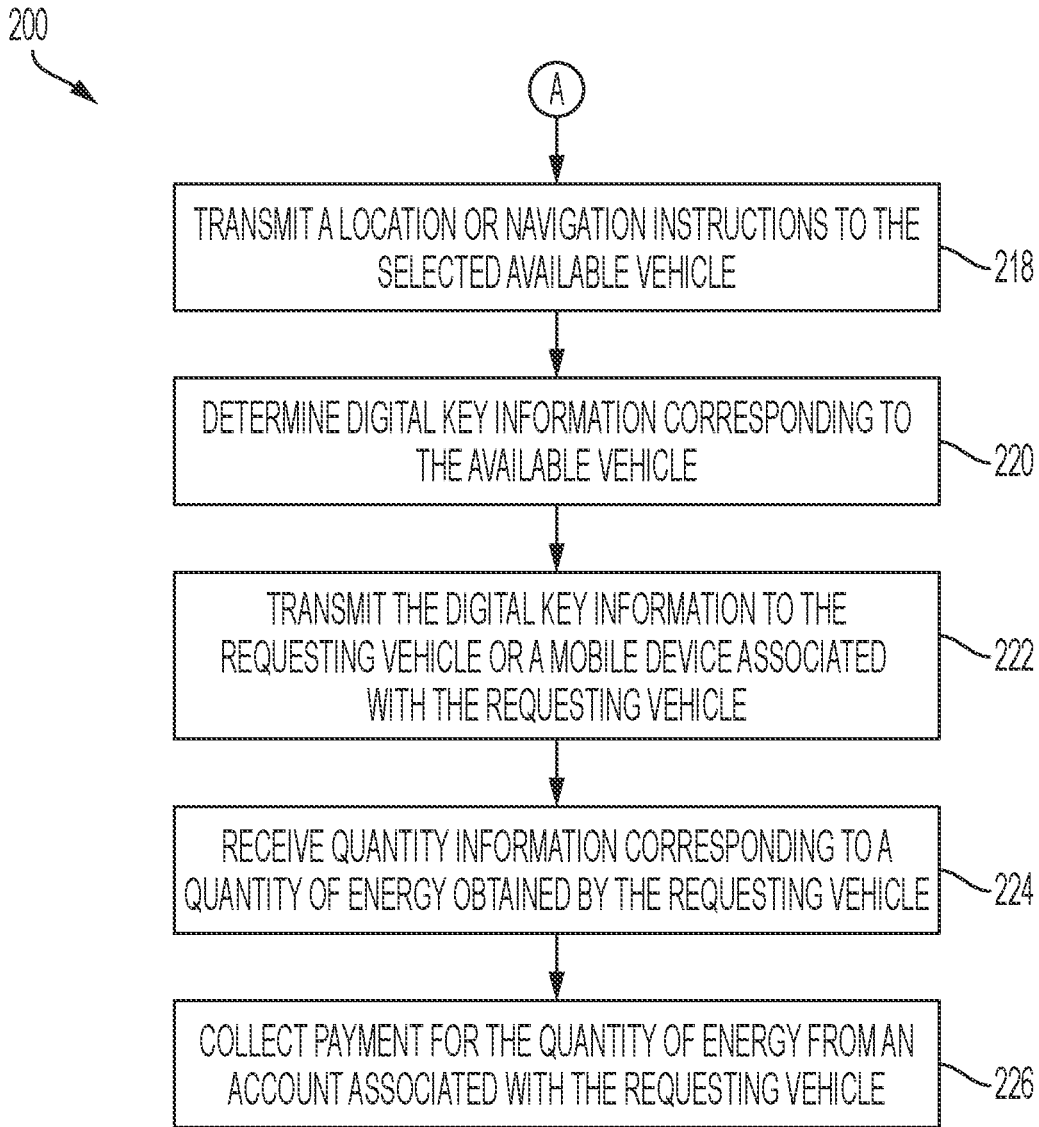 200
A
TRANSMIT A LOCATION OR NAVIGATION INSTRUCTIONS TO THE
SELECTED AVAILABLE VEHICLE
218
DETERMINE DIGITAL KEY INFORMATION CORRESPONDING TO
THE AVAILABLE VEHICLE
220
TRANSMIT THE DIGITAL KEY INFORMATION TO THE
REQUESTING VEHICLE OR A MOBILE DEVICE ASSOCIATED
WITH THE REQUESTING VEHICLE
222
RECEIVE QUANTITY INFORMATION CORRESPONDING TO A
QUANTITY OF ENERGY OBTAINED BY THE REQUESTING VEHICLE
224
COLLECT PAYMENT FOR THE QUANTITY OF ENERGY FROM AN
ACCOUNT ASSOCIATED WITH THE REQUESTING VEHICLE
226